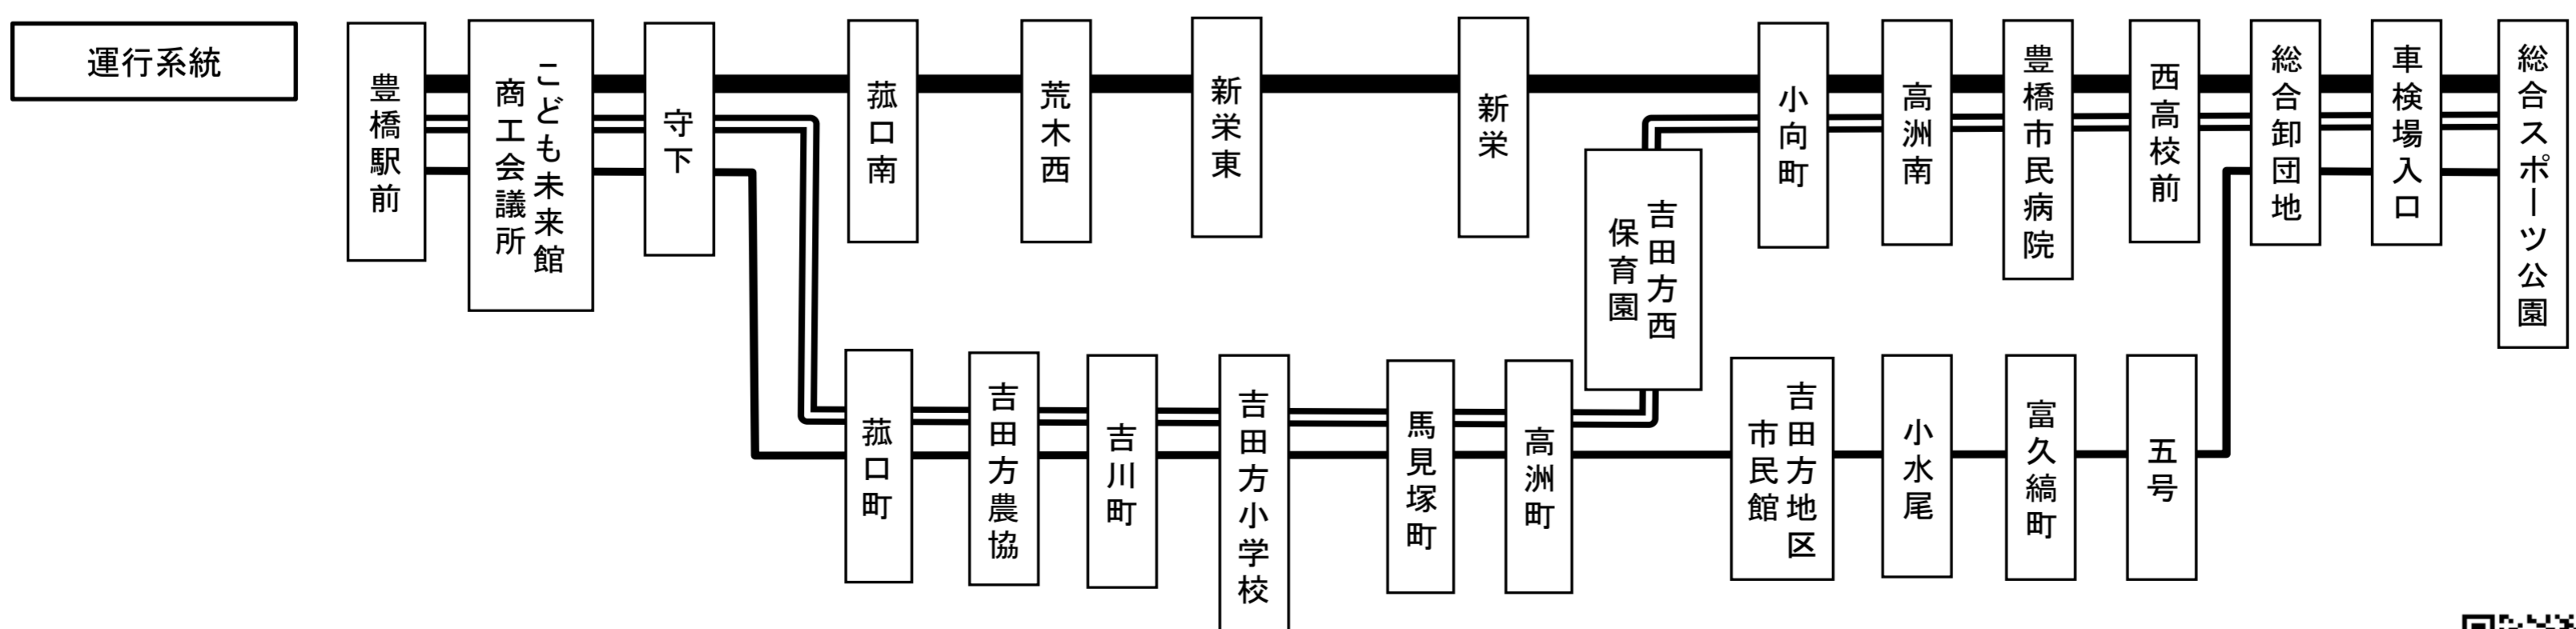 運行系統
豊橋駅前
こども未来館
商工会議所
守下
菰口南
荒木西
新栄東
新栄
小向町
高洲南
豊橋市民病院
西高校前
総合卸団地
車検場入口
総合スポーツ公園
吉田方西
保育園
菰口町
吉田方農協
吉川町
吉田方小学校
馬見塚町
高洲町
吉田方地区
市民館
小水尾
富久縞町
五号